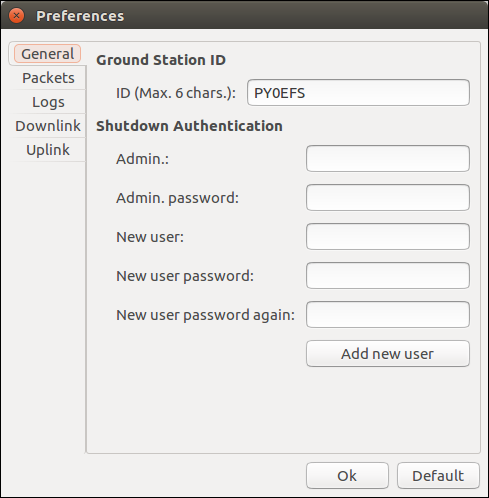 Preferences
General
Packets
Logs
Downlink
Uplink
Ground Station ID
ID (Max. 6 chars.): PY0EFS
Shutdown Authentication
Admin.:
Admin. password:
New user:
New user password:
New user password again:
Add new user
Ok Default